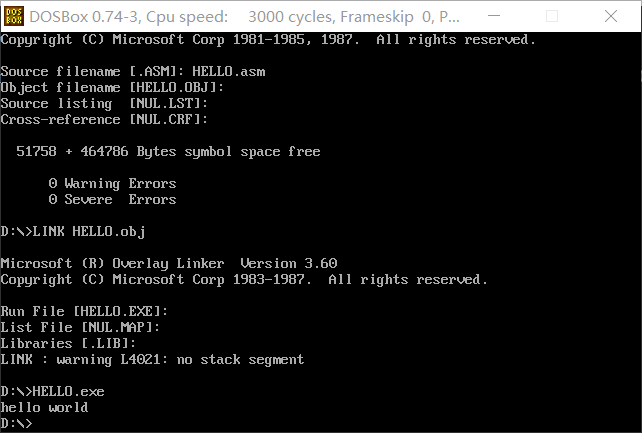 DOSBox 0.74-3, Cpu speed: 3000 cycles, Frameskip 0, P...
Copyright (C) Microsoft Corp 1981-1985, 1987. All rights reserved.
Source filename [.ASM]: HELLO.asm
Object filename [HELLO.OBJ]:
Source listing [NUL.LST]:
Cross-reference [NUL.CRF]:
51758 + 464786 Bytes symbol space free
0 Warning Errors
0 Severe Errors
D:\>LINK HELLO.obj
Microsoft (R) Overlay Linker Version 3.60
Copyright (C) Microsoft Corp 1983-1987. All rights reserved.
Run File [HELLO.EXE]:
List File [NUL.MAP]:
Libraries [.LIB]:
LINK : warning L4021: no stack segment
D:\>HELLO.exe
hello world
D:\>